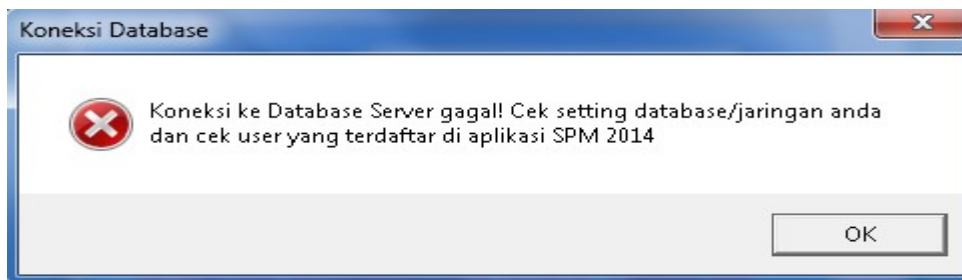 Koneksi Database
Koneksi ke Database Server gagal! Cek setting database/jaringan anda
dan cek user yang terdaftar di aplikasi SPM 2014
OK